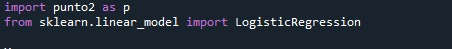 import punto2 as p
from sklearn.linear_model import LogisticRegression